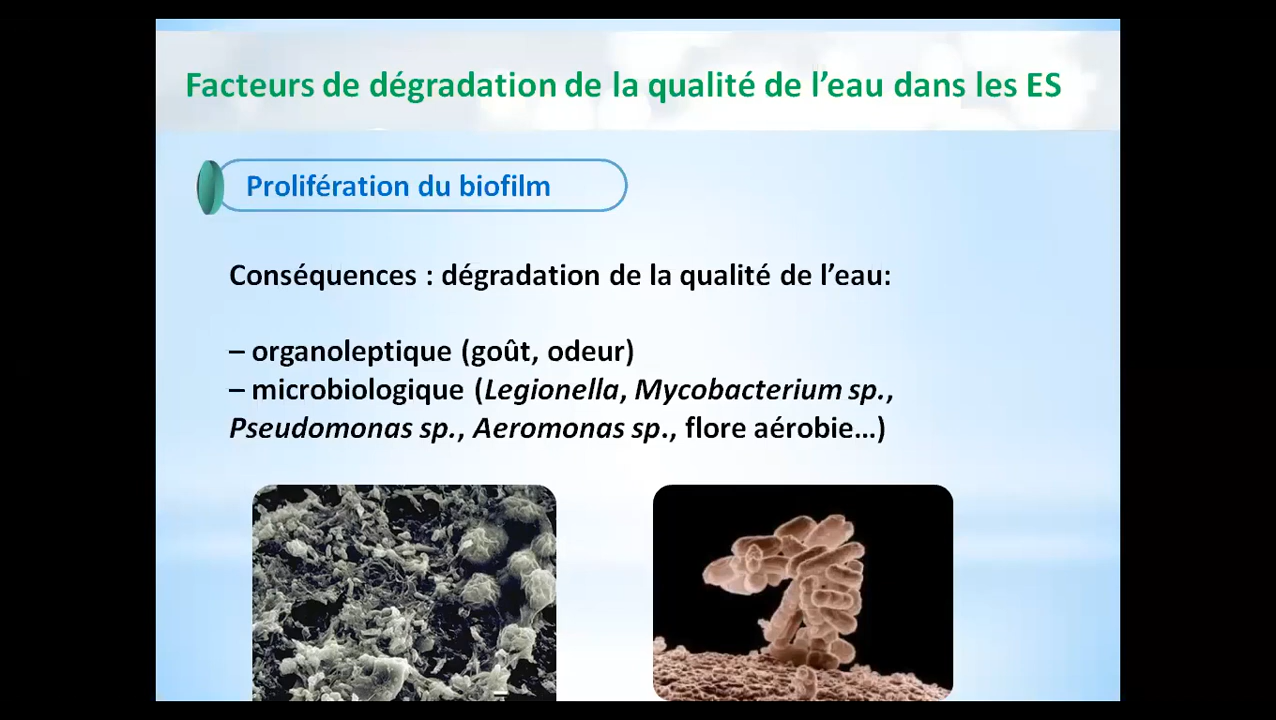 Facteurs de dégradation de la qualité de l’eau dans les ES
Prolifération du biofilm
Conséquences : dégradation de la qualité de l’eau:
– organoleptique (goût, odeur)
– microbiologique (Legionella, Mycobacterium sp.,
Pseudomonas sp., Aeromonas sp., flore aérobie...)